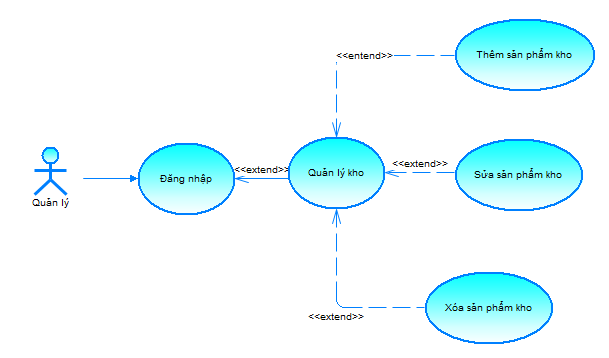 <<entend>>
Thêm sản phẩm kho
Quản lý
Đăng nhập
<<extend>>
Quản lý kho
<<extend>>
Sửa sản phẩm kho
<<extend>>
Xóa sản phẩm kho